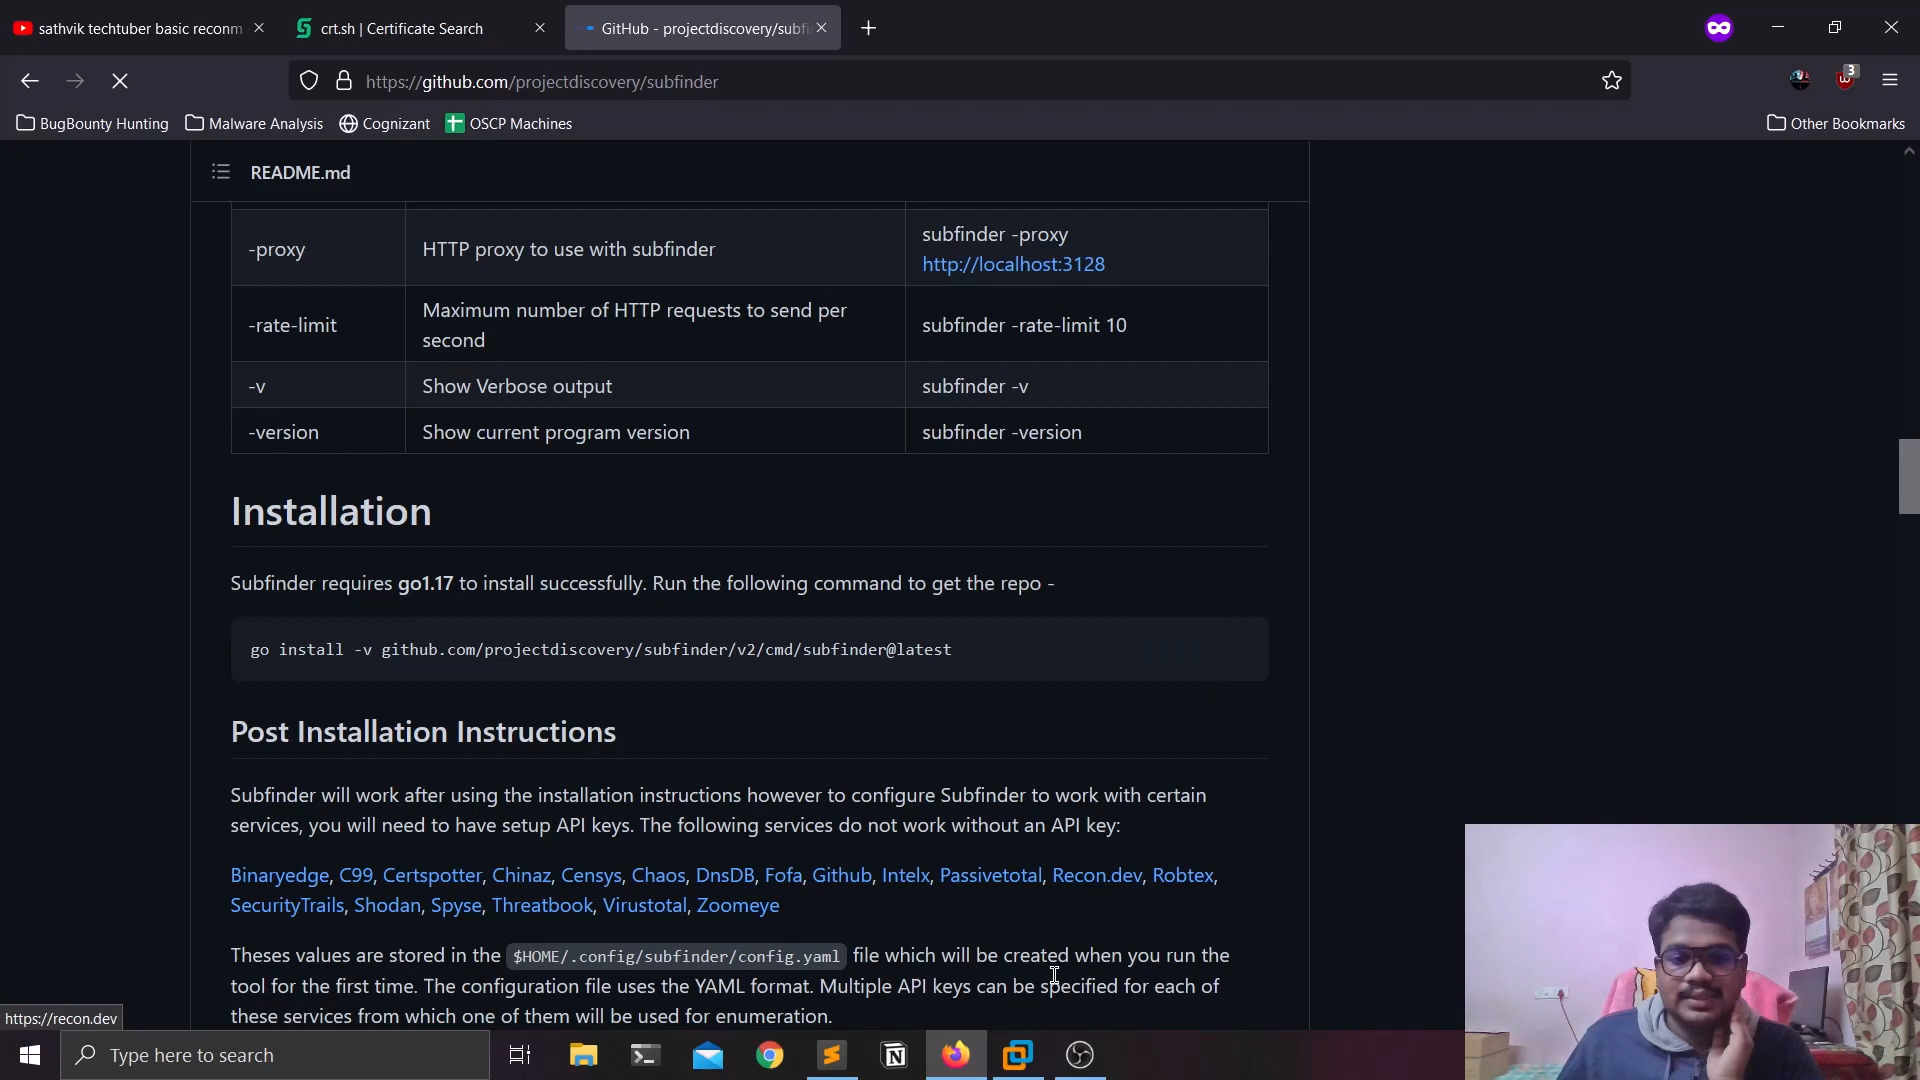 sathvik techtuber basic reconm
crt.sh | Certificate Search
GitHub - projectdiscovery/subfi
https://github.com/projectdiscovery/subfinder
3
BugBounty Hunting
Malware Analysis
Cognizant
OSCP Machines
Other Bookmarks
README.md
-proxy
HTTP proxy to use with subfinder
subfinder -proxy
http://localhost:3128
-rate-limit
Maximum number of HTTP requests to send per
second
subfinder -rate-limit 10
-v
Show Verbose output
subfinder -v
-version
Show current program version
subfinder -version
Installation
Subfinder requires go1.17 to install successfully. Run the following command to get the repo -
go install -v github.com/projectdiscovery/subfinder/v2/cmd/subfinder@latest
Post Installation Instructions
Subfinder will work after using the installation instructions however to configure Subfinder to work with certain
services, you will need to have setup API keys. The following services do not work without an API key:
Binaryedge, C99, Certspotter, Chinaz, Censys, Chaos, DnsDB, Fofa, Github, Intelx, Passivetotal, Recon.dev, Robtex,
SecurityTrails, Shodan, Spyse, Threatbook, Virustotal, Zoomeye
Theses values are stored in the $HOME/.config/subfinder/config.yaml file which will be created when you run the
tool for the first time. The configuration file uses the YAML format. Multiple API keys can be specified for each of
these services from which one of them will be used for enumeration.
https://recon.dev
Type here to search